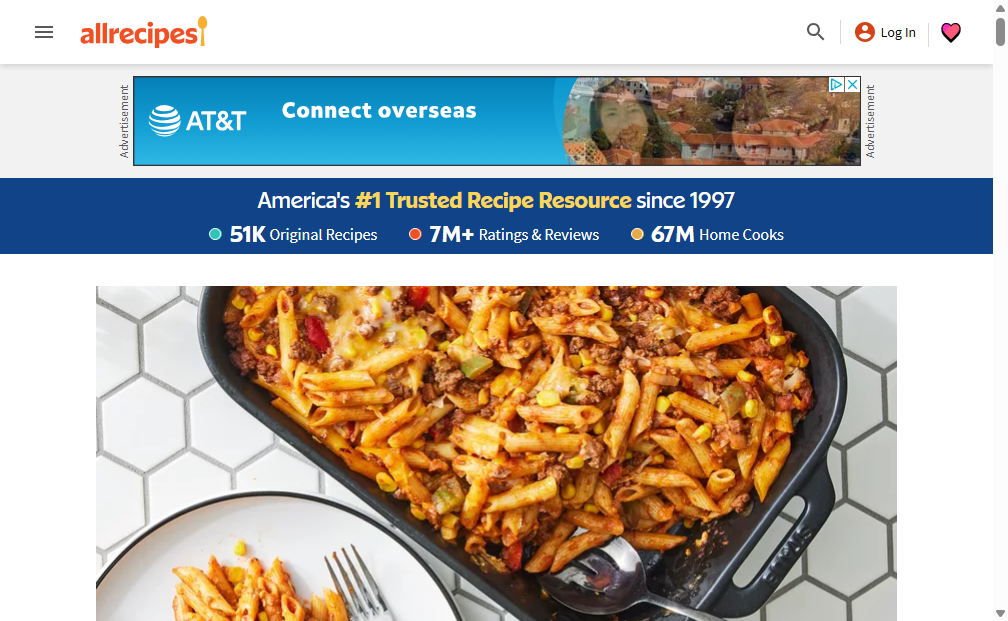 allrecipes
Log In
Advertisement
AT&T
Connect overseas
Advertisement
America's #1 Trusted Recipe Resource since 1997
51K Original Recipes
7M+ Ratings & Reviews
67M Home Cooks